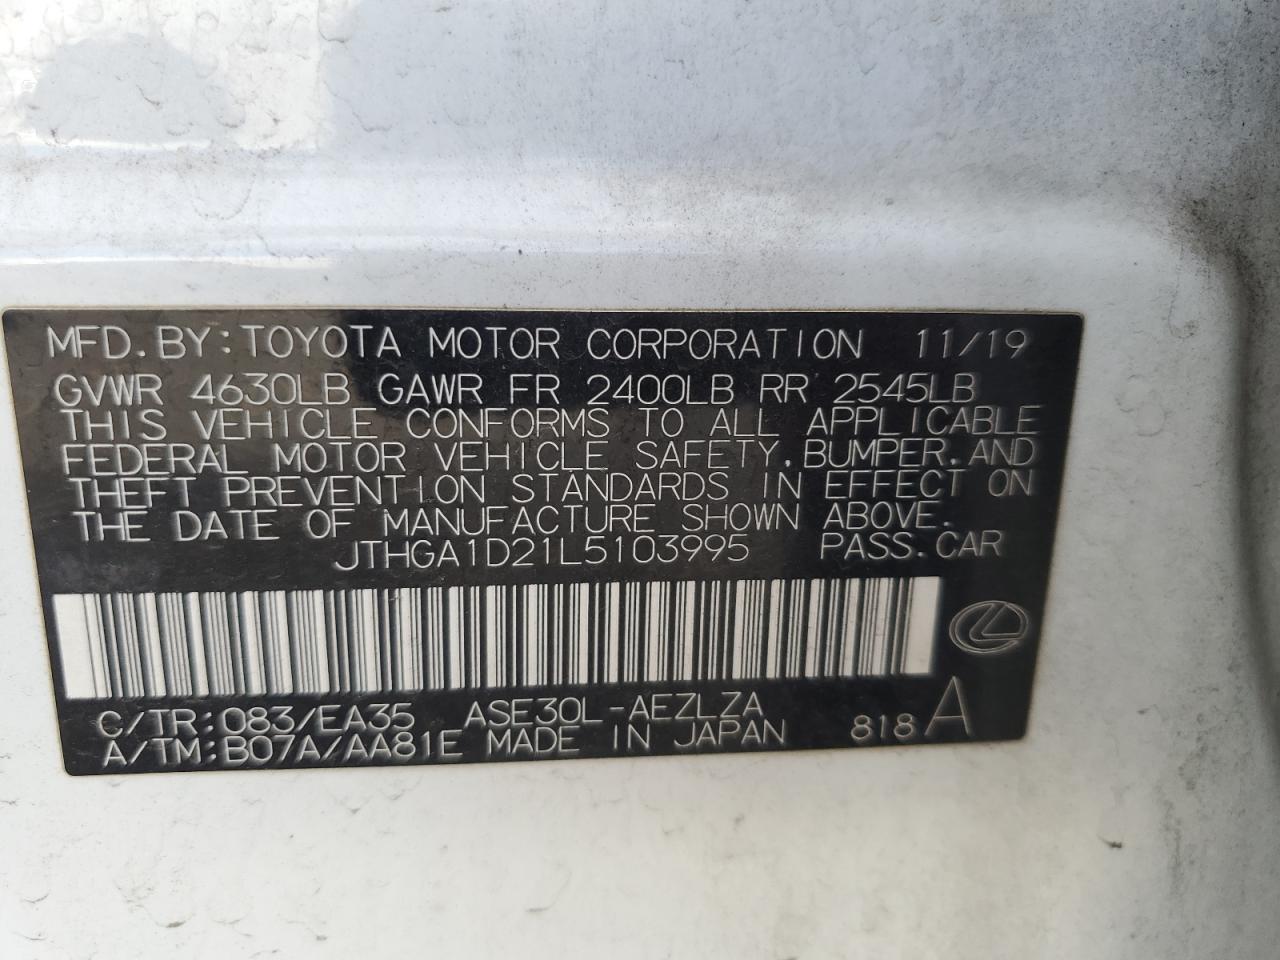 MFD.BY:TOYOTA MOTOR CORPORATION 11/19
GVWR 4630LB GAWR FR 2400LB RR 2545LB
THIS VEHICLE CONFORMS TO ALL APPLICABLE
FEDERAL MOTOR VEHICLE SAFETY,BUMPER,AND
THEFT PREVENTION STANDARDS IN EFFECT ON
THE DATE OF MANUFACTURE SHOWN ABOVE.
JTHGA1D21L5103995 PASS.CAR
C/TR:083/EA35 ASE30L-AEZLZA
A/TM:B07A/AA81E MADE IN JAPAN 818 A